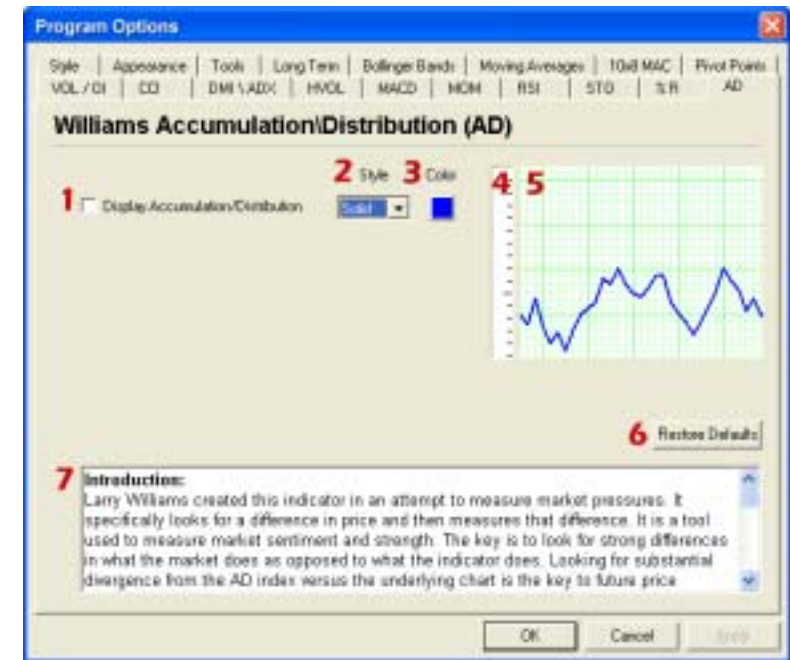 Program Options
Style Appearance Tools Long Term Bollinger Bands Moving Averages 10x8 MAC Pivot Points
VOL / OI CCI DMI \ ADX HVOL MACD MOM RSI STO % R AD
Williams Accumulation\Distribution (AD)
2 Style 3 Color 4 5
1 Display Accumulation/Distribution Solid
6 Restore Defaults
7 Introduction:
Larry Williams created this indicator in an attempt to measure market pressures. It
specifically looks for a difference in price and then measures that difference. It is a tool
used to measure market sentiment and strength. The key is to look for strong differences
in what the market does as opposed to what the indicator does. Looking for substantial
divergence from the AD index versus the underlying chart is the key to future price
OK Cancel Apply